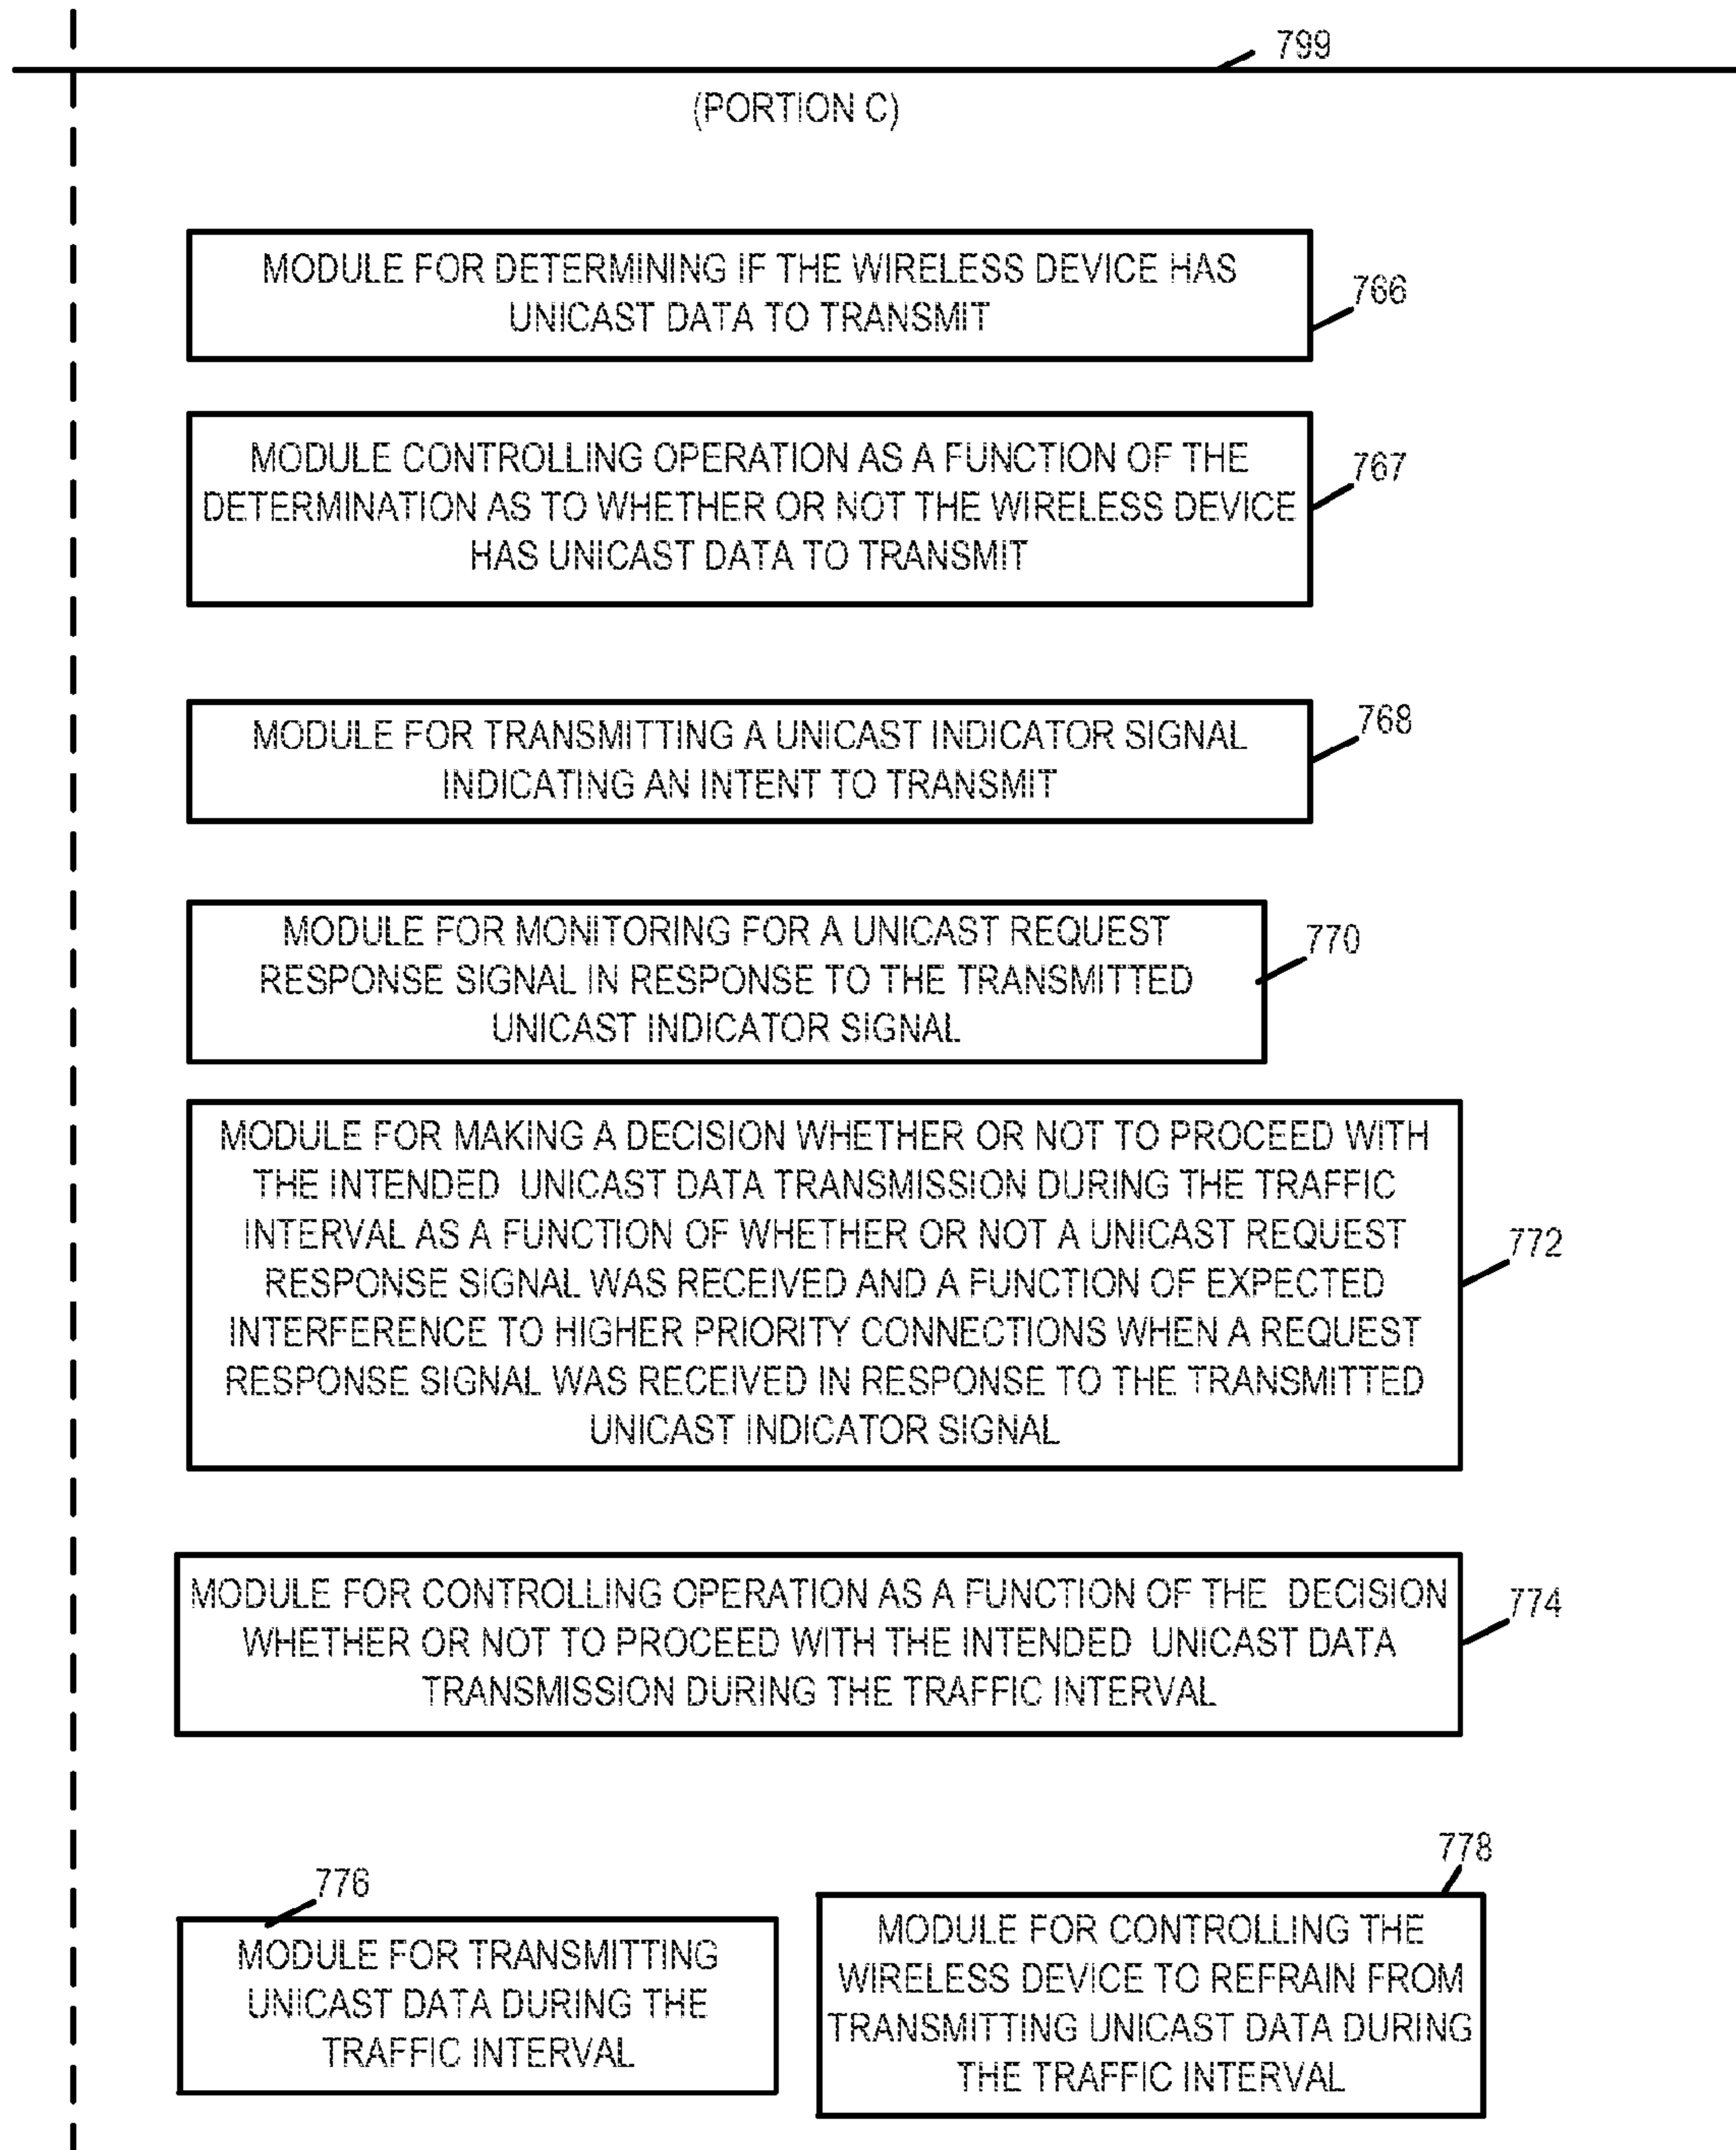 799
(PORTION C)
MODULE FOR DETERMINING IF THE WIRELESS DEVICE HAS
UNICAST DATA TO TRANSMIT
766
MODULE CONTROLLING OPERATION AS A FUNCTION OF THE
DETERMINATION AS TO WHETHER OR NOT THE WIRELESS DEVICE
HAS UNICAST DATA TO TRANSMIT
767
MODULE FOR TRANSMITTING A UNICAST INDICATOR SIGNAL
INDICATING AN INTENT TO TRANSMIT
768
MODULE FOR MONITORING FOR A UNICAST REQUEST
RESPONSE SIGNAL IN RESPONSE TO THE TRANSMITTED
UNICAST INDICATOR SIGNAL
770
MODULE FOR MAKING A DECISION WHETHER OR NOT TO PROCEED WITH
THE INTENDED UNICAST DATA TRANSMISSION DURING THE TRAFFIC
INTERVAL AS A FUNCTION OF WHETHER OR NOT A UNICAST REQUEST
RESPONSE SIGNAL WAS RECEIVED AND A FUNCTION OF EXPECTED
INTERFERENCE TO HIGHER PRIORITY CONNECTIONS WHEN A REQUEST
RESPONSE SIGNAL WAS RECEIVED IN RESPONSE TO THE TRANSMITTED
UNICAST INDICATOR SIGNAL
772
MODULE FOR CONTROLLING OPERATION AS A FUNCTION OF THE DECISION
WHETHER OR NOT TO PROCEED WITH THE INTENDED UNICAST DATA
TRANSMISSION DURING THE TRAFFIC INTERVAL
774
776
MODULE FOR TRANSMITTING
UNICAST DATA DURING THE
TRAFFIC INTERVAL
778
MODULE FOR CONTROLLING THE
WIRELESS DEVICE TO REFRAIN FROM
TRANSMITTING UNICAST DATA DURING
THE TRAFFIC INTERVAL